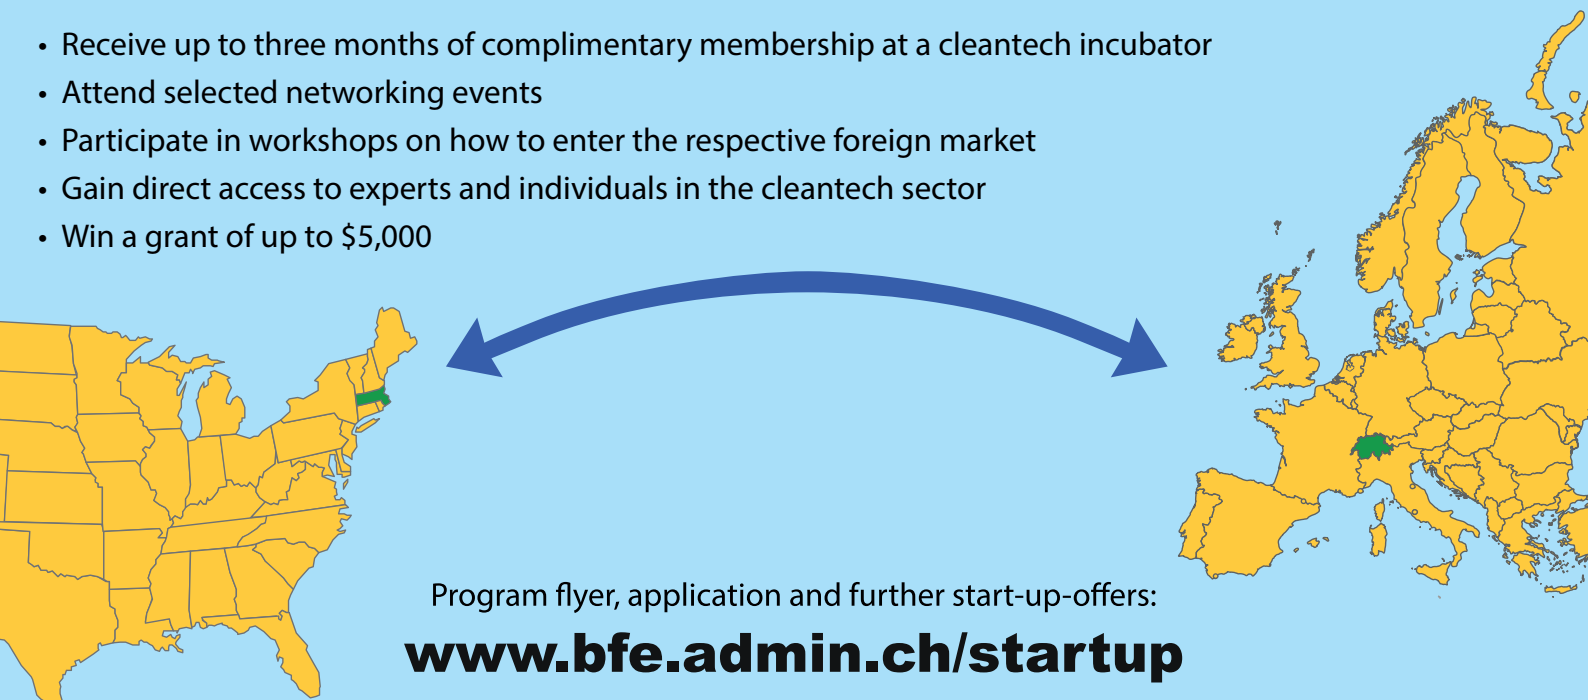 • Receive up to three months of complimentary membership at a cleantech incubator
• Attend selected networking events
• Participate in workshops on how to enter the respective foreign market
• Gain direct access to experts and individuals in the cleantech sector
• Win a grant of up to $5,000
Program flyer, application and further start-up-offers:
www.bfe.admin.ch/startup